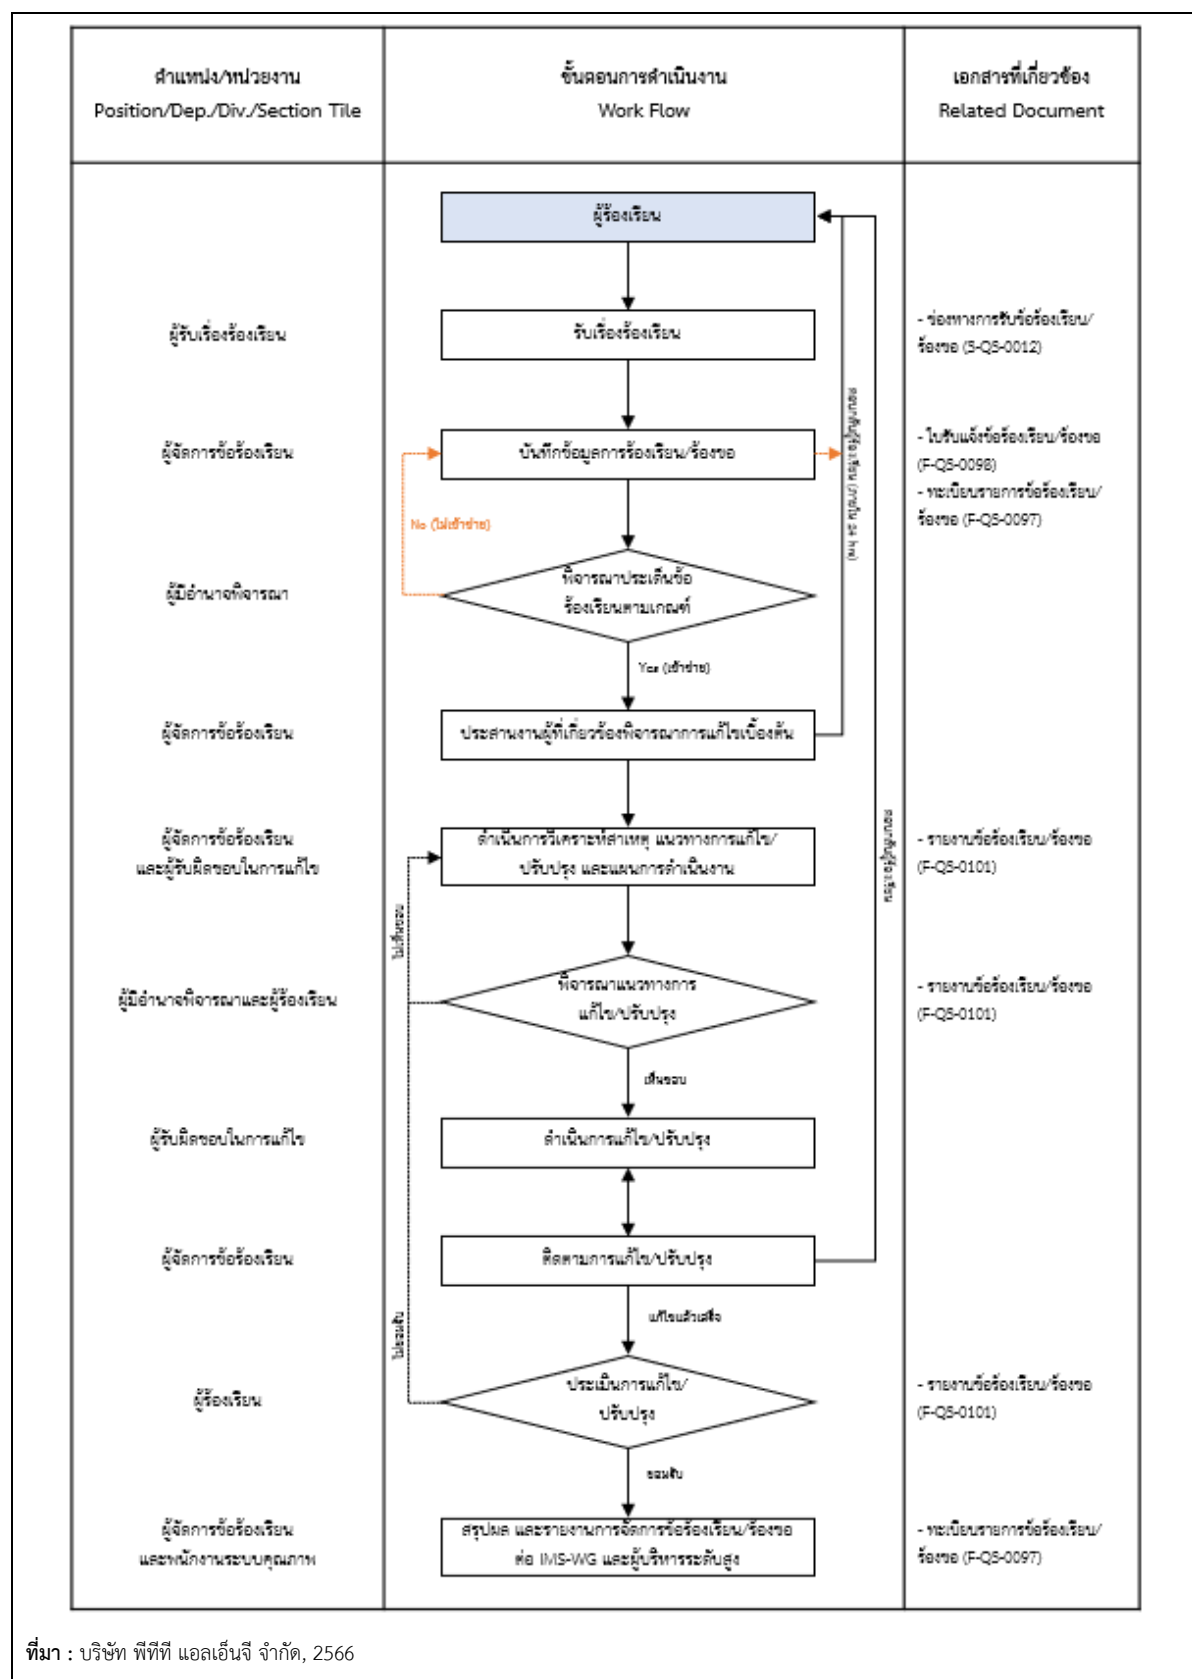 ตำแหน่ง/หน่วยงาน
Position/Dep./Div./Section Tile
ขั้นตอนการดำเนินงาน
Work Flow
เอกสารที่เกี่ยวข้อง
Related Document
ผู้ร้องเรียน
ผู้รับเรื่องร้องเรียน
รับเรื่องร้องเรียน
- ช่องทางการรับข้อร้องเรียน/
ร้องขอ (S-QS-0012)
ผู้จัดการข้อร้องเรียน
บันทึกข้อมูลการร้องเรียน/ร้องขอ
- ใบรับแจ้งข้อร้องเรียน/ร้องขอ
(F-QS-0098)
- ทะเบียนรายการข้อร้องเรียน/
ร้องขอ (F-QS-0097)
ตอบกลับผู้ร้องเรียน (ภายใน 24 hr)
No (ไม่เข้าข่าย)
ผู้มีอำนาจพิจารณา
พิจารณาประเด็นข้อ
ร้องเรียนตามเกณฑ์
Yes (เข้าข่าย)
ผู้จัดการข้อร้องเรียน
ประสานงานผู้ที่เกี่ยวข้องพิจารณาการแก้ไขเบื้องต้น
ตอบกลับผู้ร้องเรียน
ผู้จัดการข้อร้องเรียน
และผู้รับผิดชอบในการแก้ไข
ดำเนินการวิเคราะห์สาเหตุ แนวทางการแก้ไข/
ปรับปรุง และแผนการดำเนินงาน
- รายงานข้อร้องเรียน/ร้องขอ
(F-QS-0101)
ไม่เห็นชอบ
ผู้มีอำนาจพิจารณาและผู้ร้องเรียน
พิจารณาแนวทางการ
แก้ไข/ปรับปรุง
- รายงานข้อร้องเรียน/ร้องขอ
(F-QS-0101)
เห็นชอบ
ผู้รับผิดชอบในการแก้ไข
ดำเนินการแก้ไข/ปรับปรุง
ผู้จัดการข้อร้องเรียน
ติดตามการแก้ไข/ปรับปรุง
แก้ไขแล้วเสร็จ
ไม่ยอมรับ
ผู้ร้องเรียน
ประเมินการแก้ไข/
ปรับปรุง
- รายงานข้อร้องเรียน/ร้องขอ
(F-QS-0101)
ยอมรับ
ผู้จัดการข้อร้องเรียน
และพนักงานระบบคุณภาพ
สรุปผล และรายงานการจัดการข้อร้องเรียน/ร้องขอ
ต่อ IMS-WG และผู้บริหารระดับสูง
- ทะเบียนรายการข้อร้องเรียน/
ร้องขอ (F-QS-0097)
ที่มา : บริษัท พีทีที แอลเอ็นจี จำกัด, 2566